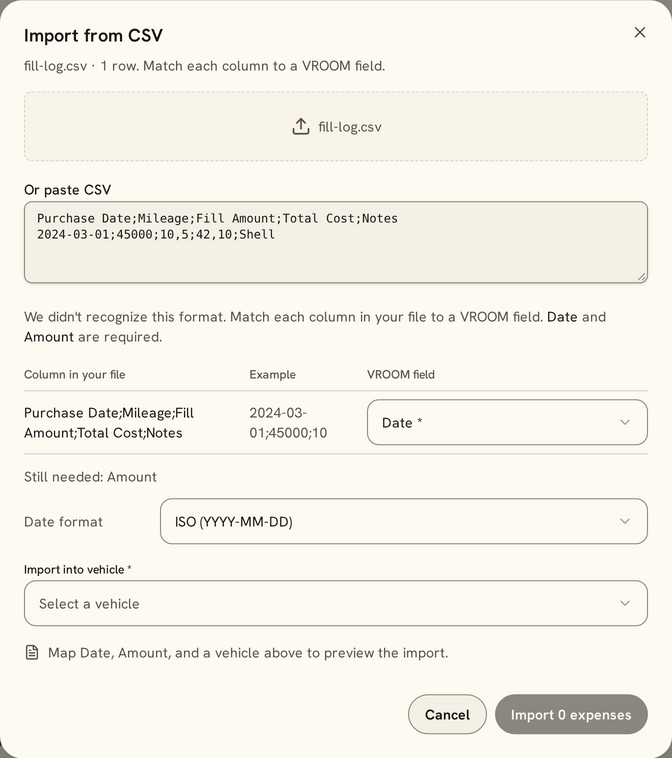 Import from CSV
fill-log.csv · 1 row. Match each column to a VROOM field.
fill-log.csv
Or paste CSV
Purchase Date;Mileage;Fill Amount;Total Cost;Notes
2024-03-01;45000;10,5;42,10;Shell
We didn't recognize this format. Match each column in your file to a VROOM field. Date and
Amount are required.
Column in your file Example VROOM field
Purchase Date;Mileage;Fill
Amount;Total Cost;Notes
2024-03-
01;45000;10
Date *
Still needed: Amount
Date format
ISO (YYYY-MM-DD)
Import into vehicle *
Select a vehicle
Map Date, Amount, and a vehicle above to preview the import.
Cancel
Import 0 expenses